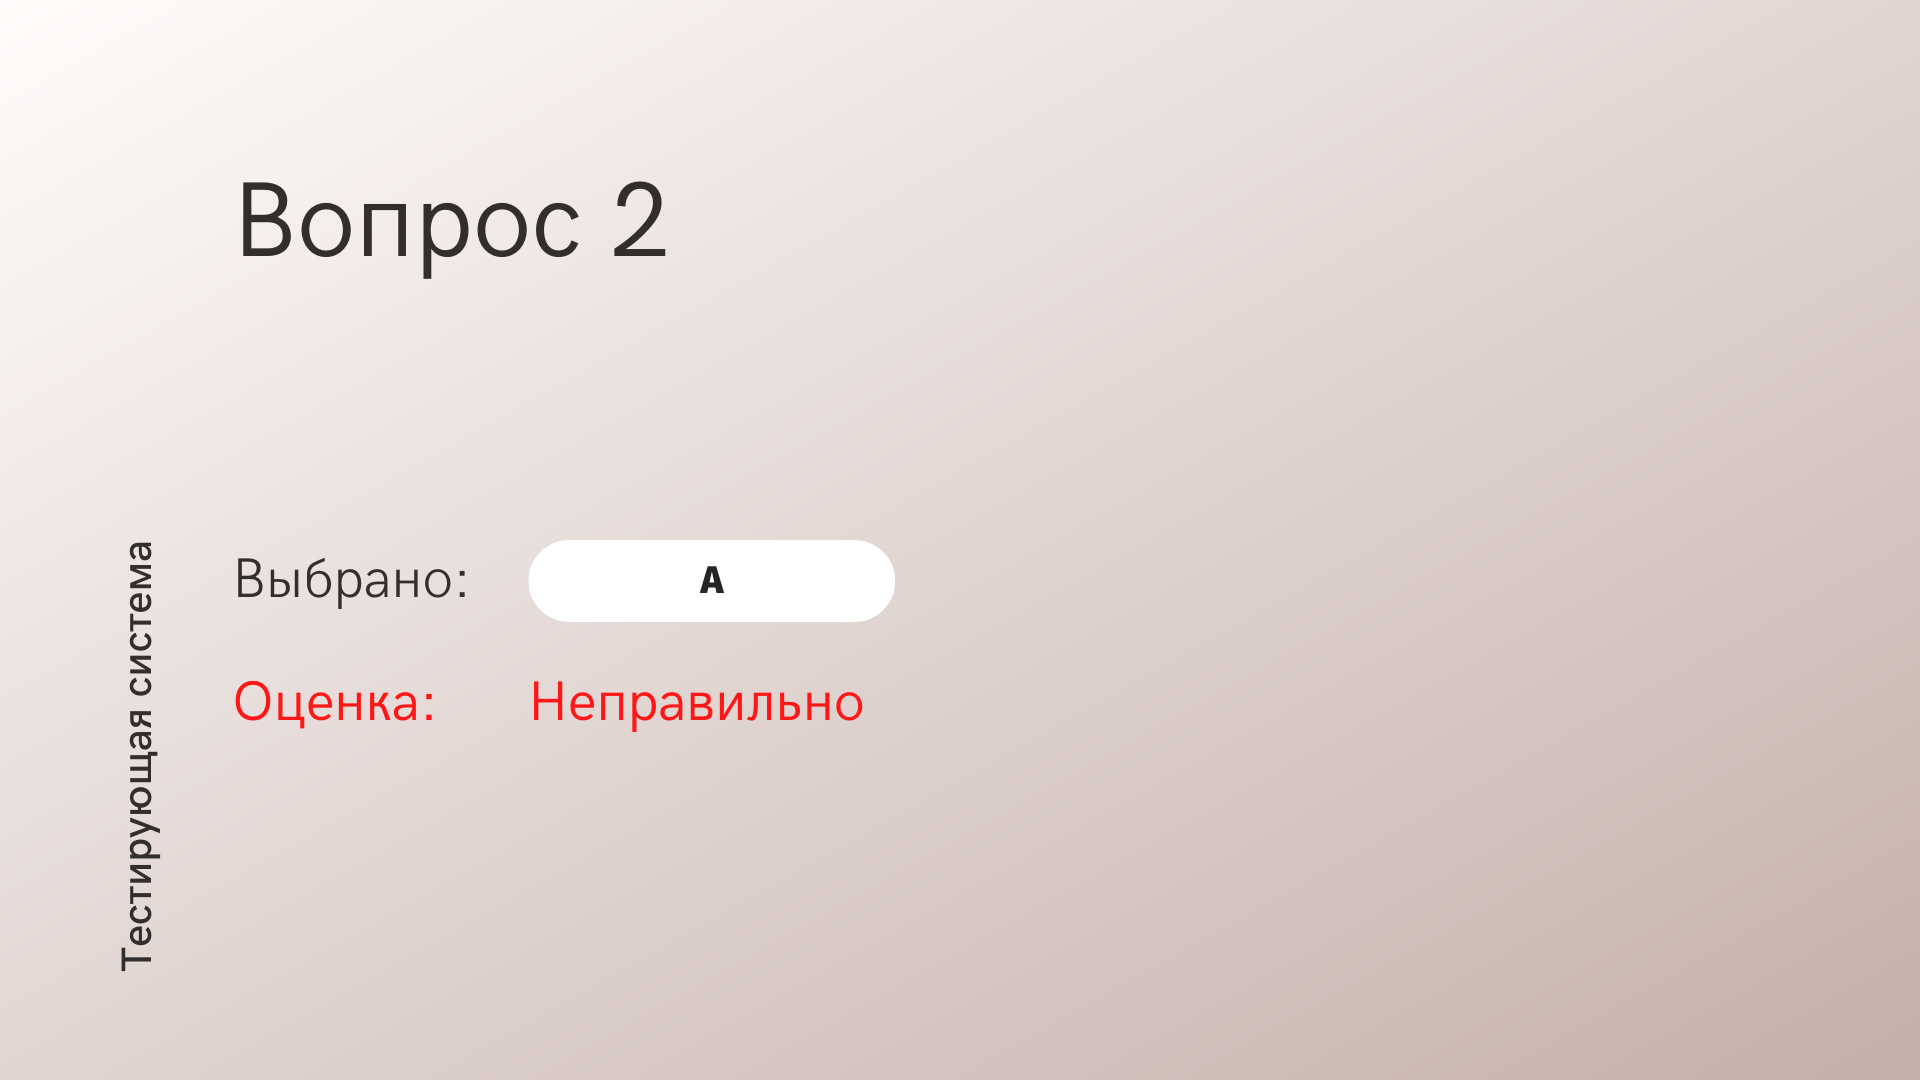 Вопрос 2
Выбрано: A
Оценка: Неправильно
Тестирующая система